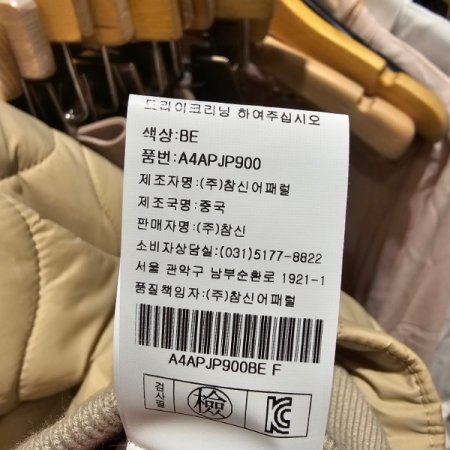 드라이크리닝 하여주십시오
색상:BE
품번:A4APJP900
제조자명:(주)참신어패럴
제조국명:중국
판매자명:(주)참신
소비자상담실:(031)5177-8822
서울 관악구 남부순환로 1921-1
품질책임자:(주)참신어패럴
A4APJP900BE F
검사필
檢